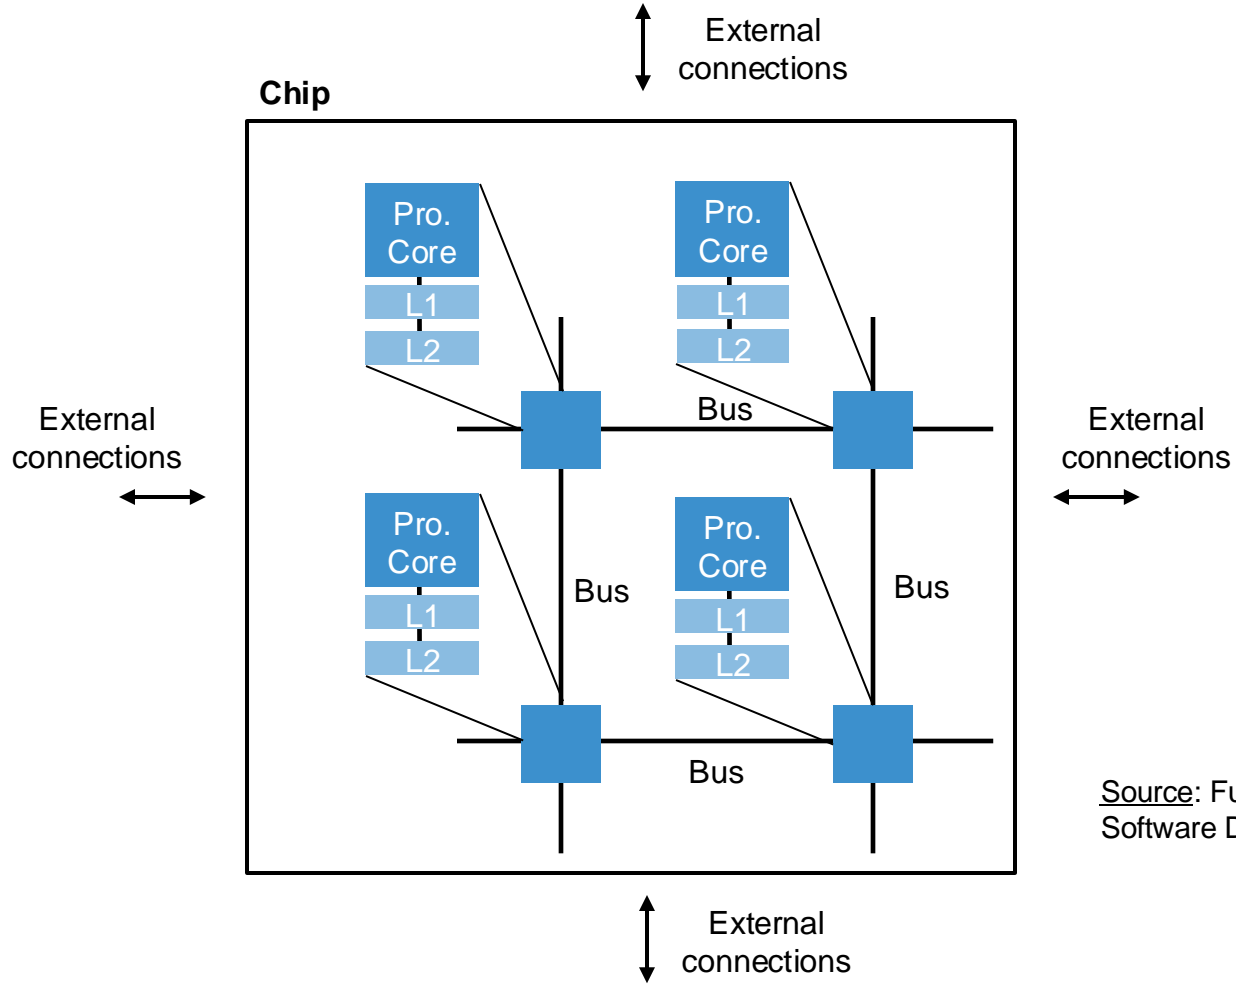 External
connections
Chip
Pro.
Core
L1
L2
Pro.
Core
L1
L2
External
connections
Bus
External
connections
Pro.
Core
L1
L2
Bus
Pro.
Core
L1
L2
Bus
Bus
Source:
Software
External
connections